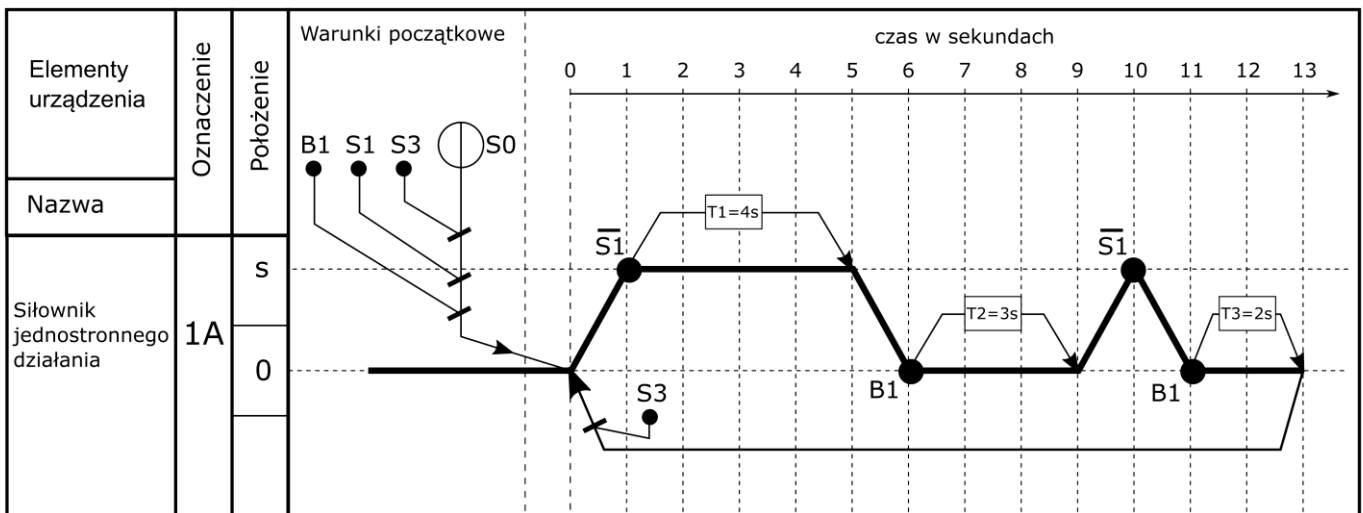 Elementy
urządzenia
Nazwa
Oznaczenie
Położenie
Warunki początkowe
czas w sekundach
0 1 2 3 4 5 6 7 8 9 10 11 12 13
B1 S1 S3 S0
Siłownik
jednostronnego
działania
1A
s
0
S̅1̅
T1=4s
B1
T2=3s
S̅1̅
B1
T3=2s
S3